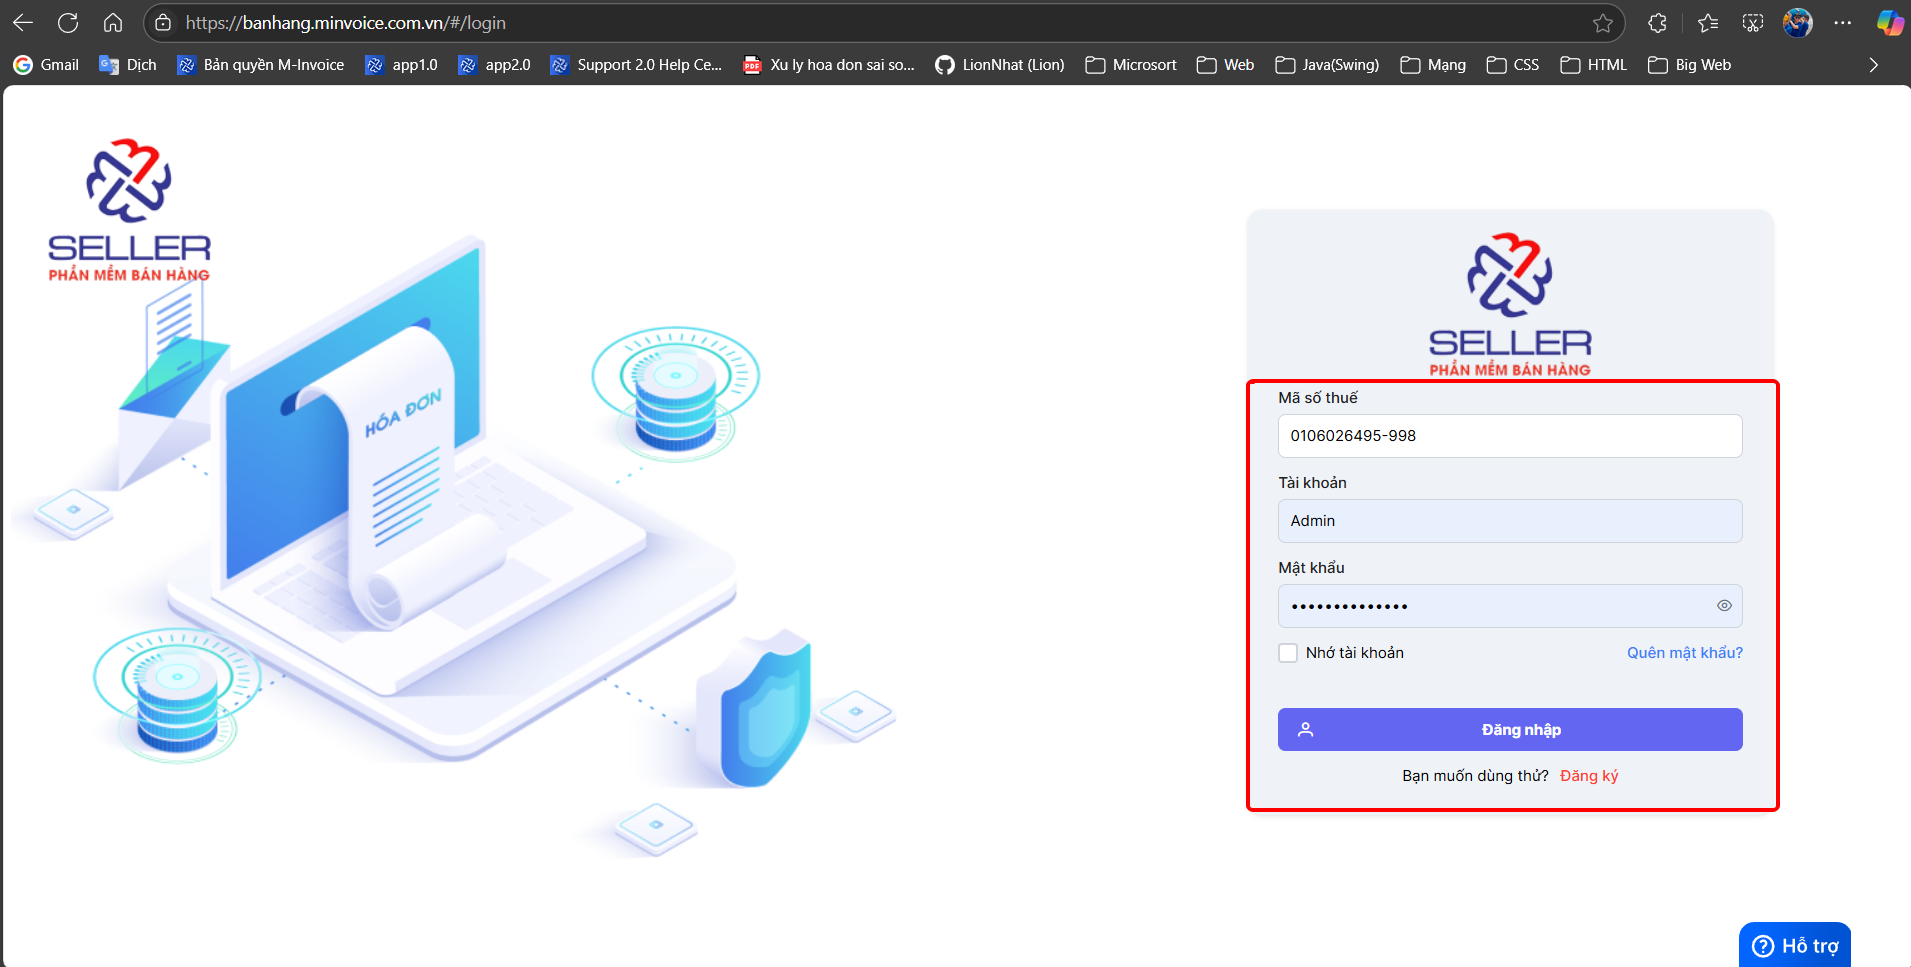 https://banhang.minvoice.com.vn/#/login
Gmail Dịch Bản quyền M-Invoice app1.0 app2.0 Support 2.0 Help Ce... Xu ly hoa don sai so... LionNhat (Lion) Microsort Web Java(Swing) Mạng CSS HTML Big Web
SELLER
PHẦN MỀM BÁN HÀNG
HÓA ĐƠN
SELLER
PHẦN MỀM BÁN HÀNG
Mã số thuế
0106026495-998
Tài khoản
Admin
Mật khẩu
••••••••••••••
Nhớ tài khoản Quên mật khẩu?
Đăng nhập
Bạn muốn dùng thử? Đăng ký
Hỗ trợ